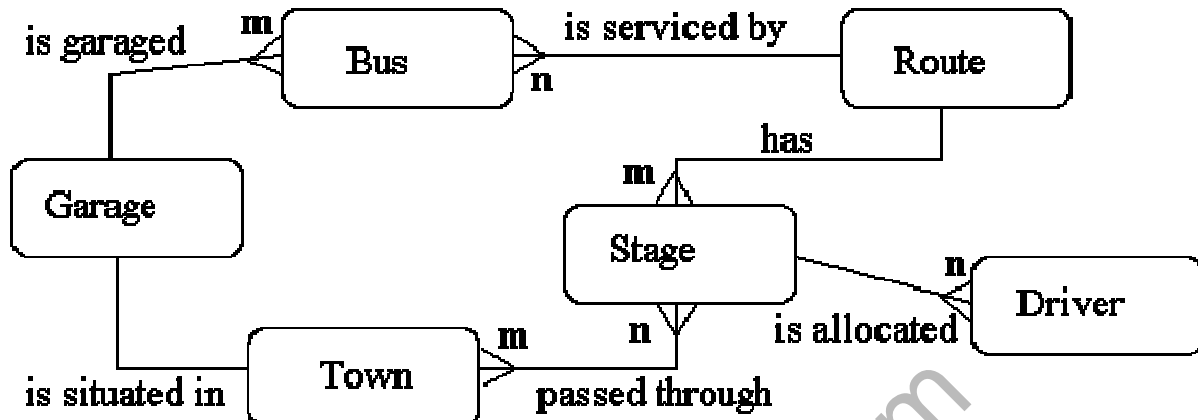 is garaged
m
Bus
n
is serviced by
Route
has
m
Garage
Stage
n
n
Driver
is allocated
m
Town
is situated in
passed through
m